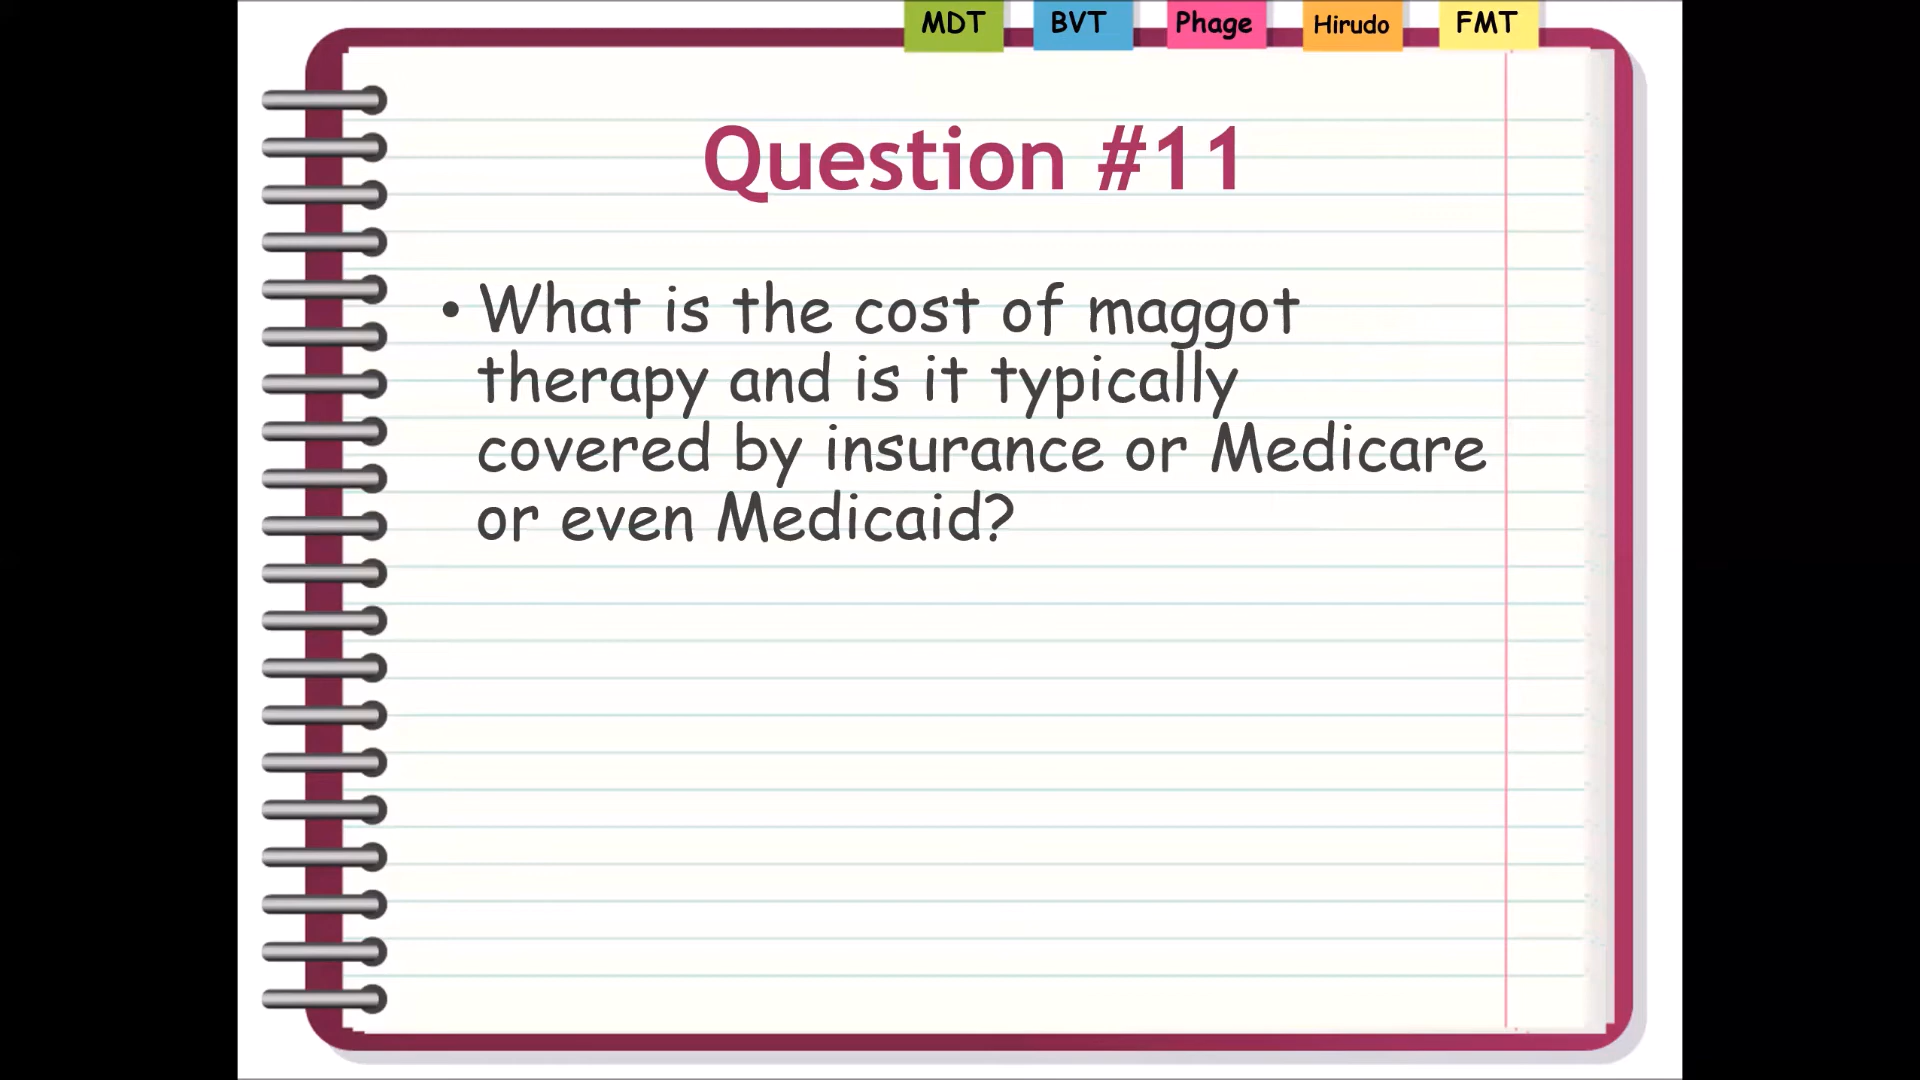 MDT BVT Phage Hirudo FMT
Question #11
• What is the cost of maggot
therapy and is it typically
covered by insurance or Medicare
or even Medicaid?